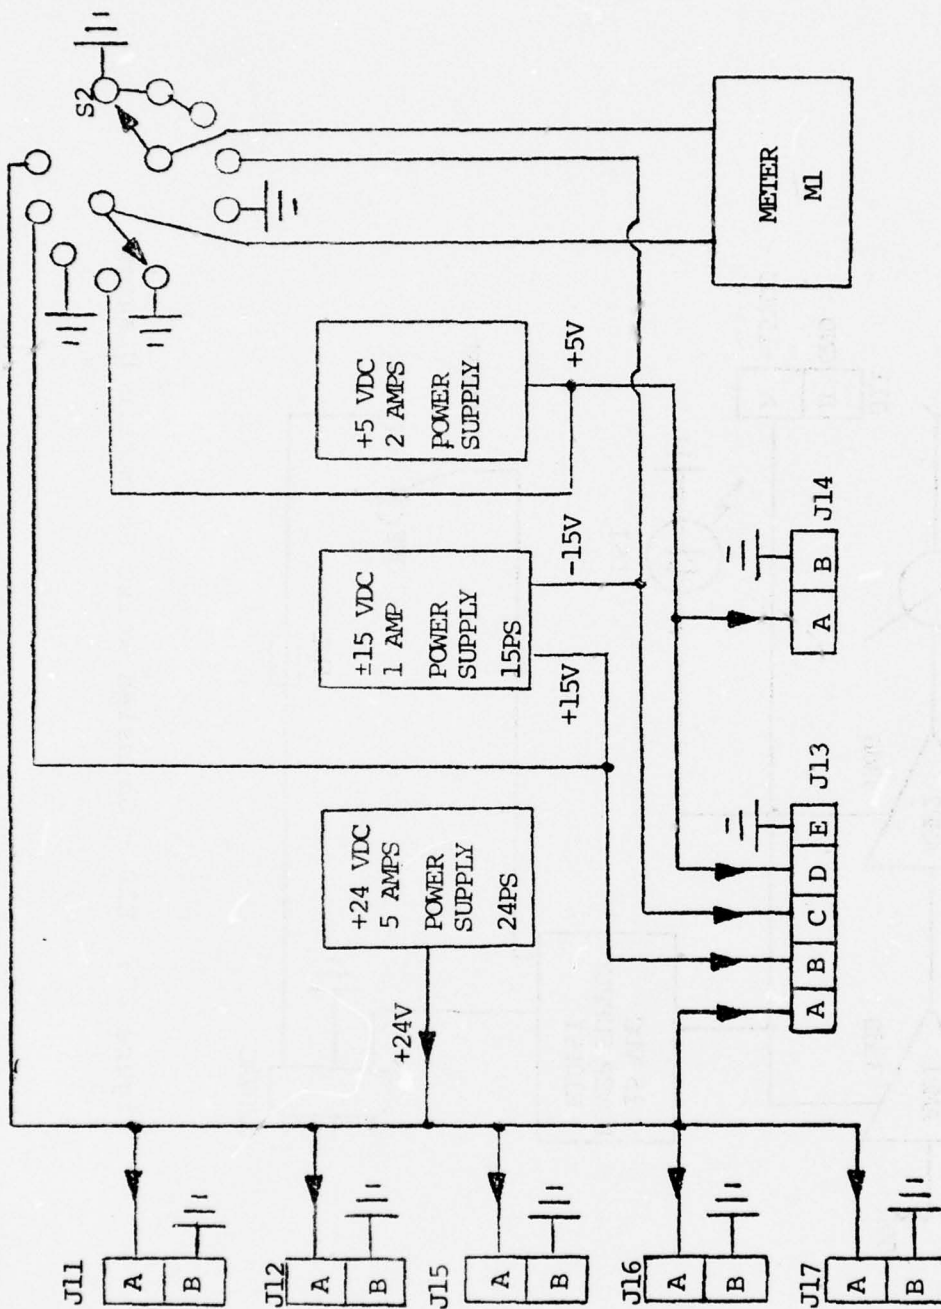 S2
METER
M1
+5 VDC
2 AMPS
POWER
SUPPLY
+5V
±15 VDC
1 AMP
POWER
SUPPLY
15PS
-15V
+15V
+24 VDC
5 AMPS
POWER
SUPPLY
24PS
+24V
J14
A B
J13
A B C D E
J11
A
B
J12
A
B
J15
A
B
J16
A
B
J17
A
B